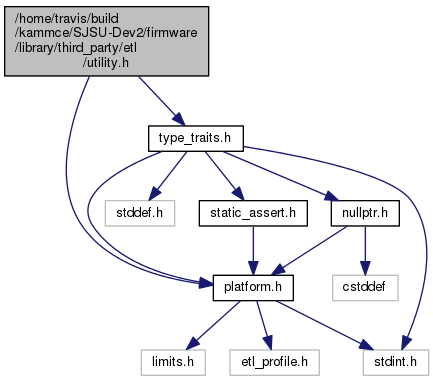 /home/travis/build
/kammce/SJSU-Dev2/firmware
/library/third_party/etl
/utility.h
type_traits.h
stddef.h
static_assert.h
nullptr.h
platform.h
cstddef
limits.h
etl_profile.h
stdint.h